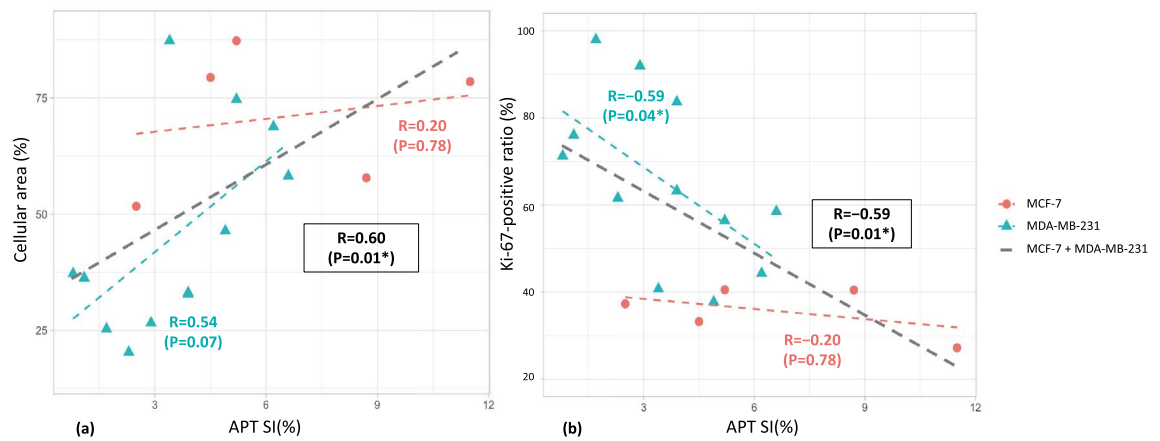 Cellular area (%)
75
50
25
3
6
9
12
R=0.20
(P=0.78)
R=0.60
(P=0.01*)
R=0.54
(P=0.07)
(a)
APT SI(%)
Ki-67-positive ratio (%)
100
80
60
40
20
3
6
9
12
R=−0.59
(P=0.04*)
R=−0.59
(P=0.01*)
R=−0.20
(P=0.78)
(b)
APT SI(%)
MCF-7
MDA-MB-231
MCF-7 + MDA-MB-231